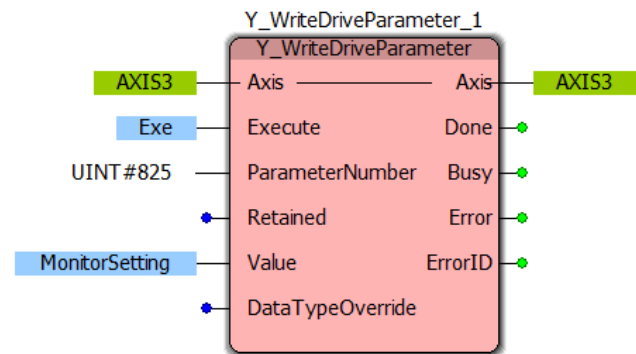 Y_WriteDriveParameter_1
Y_WriteDriveParameter
AXIS3 Axis Axis AXIS3
Exe Execute Done
UINT#825 ParameterNumber Busy
Retained Error
MonitorSetting Value ErrorID
DataTypeOverride